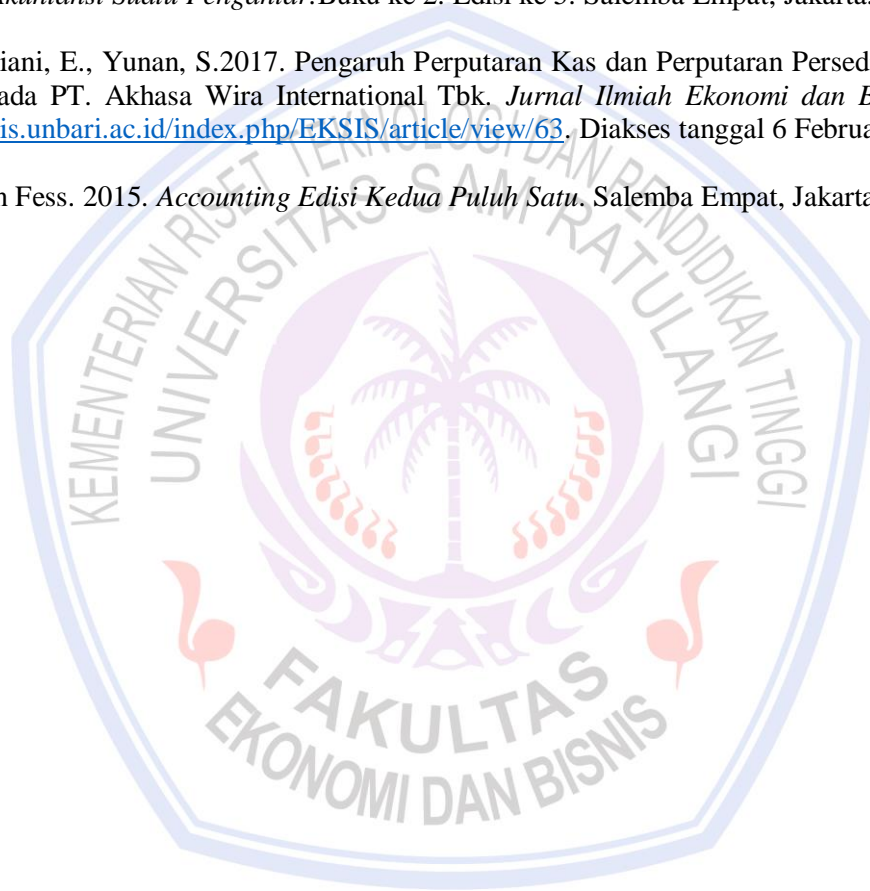 Akuntansi Suatu Pengantar.Buku ke 2. Edisi ke 5. Salemba Empat, Jakarta.
iani, E., Yunan, S.2017. Pengaruh Perputaran Kas dan Perputaran Persed
ada PT. Akhasa Wira International Tbk. Jurnal Ilmiah Ekonomi dan B
is.unbari.ac.id/index.php/EKSIS/article/view/63. Diakses tanggal 6 Februa
n Fess. 2015. Accounting Edisi Kedua Puluh Satu. Salemba Empat, Jakarta
KEMENTERIAN RISET TEKNOLOGI DAN PENDIDIKAN TINGGI
UNIVERSITAS SAM RATULANGI
FAKULTAS
EKONOMI DAN BISNIS